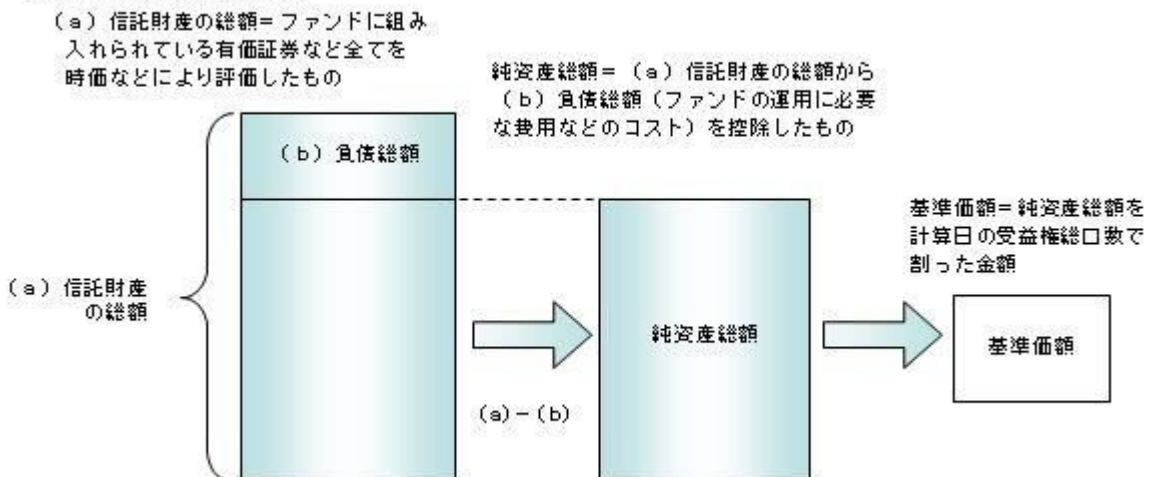 (a) 信託財産の総額=ファンドに組み
入れられている有価証券など全てを
時価などにより評価したもの
純資産総額= (a) 信託財産の総額から
(b) 負債総額(ファンドの運用に必要
な費用などのコスト)を控除したもの
(b) 負債総額
基準価額=純資産総額を
計算日の受益権総口数で
割った金額
(a) 信託財産
の総額
純資産総額
基準価額
(a)-(b)